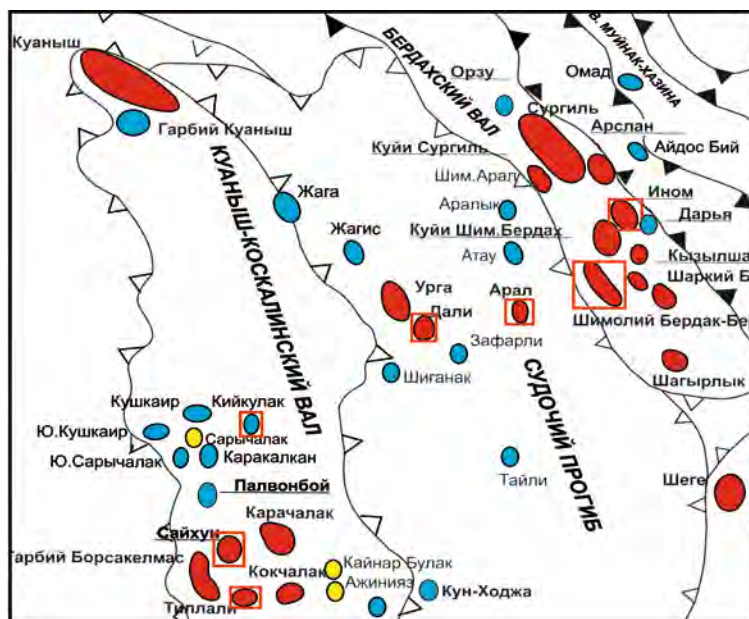 Куаныш
Гарбий Куаныш
КУАНЫШ-КОСКАЛИНСКИЙ ВАЛ
БЕРДАХСКИЙ ВАЛ
В. МУЙНАК-ХАЗИНА
Орзу
Омад
Сургиль
Арслан
Куйи Сургиль
Айдос Бий
Шим.Арал
Жага
Ином
Аралык
Дарья
Жагис
Куйи Шим.Бердах
Атау
Кызылша
Шаркий Б
Урга
Арал
Дали
Шимолий Бердак-Бе
Зафарли
Шиганак
СУДОЧИЙ ПРОГИБ
Шагырлык
Кушкаир
Кийкулак
Ю.Кушкаир
Сарычалак
Ю.Сарычалак
Каракалкан
Тайли
Палвонбой
Шеге
Карачалак
Сайхун
Гарбий Борсакелмас
Кайнар Булак
Кокчалак
Ажинияз
Кун-Ходжа
Типлали